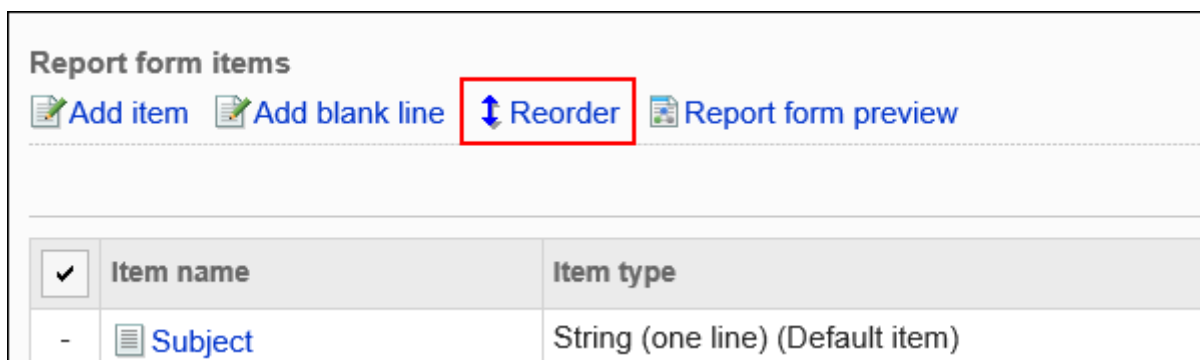 Report form items
Add item Add blank line Reorder Report form preview
Item name Item type
- Subject String (one line) (Default item)